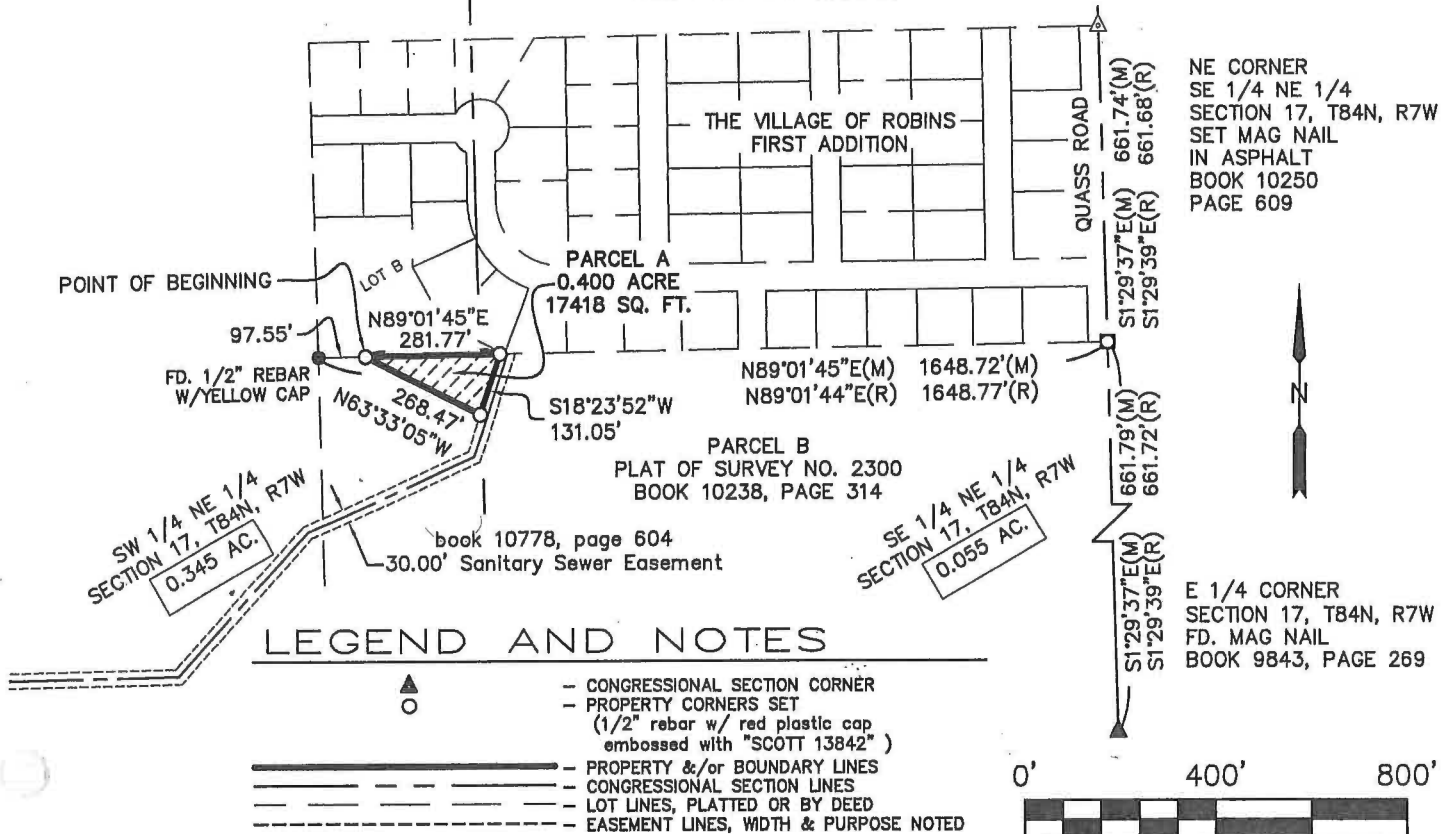 NE CORNER
SE 1/4 NE 1/4
SECTION 17, T84N, R7W
SET MAG NAIL
IN ASPHALT
BOOK 10250
PAGE 609
661.74'(M)
661.68'(R)
S1°29'37"E(M)
S1°29'39"E(R)
QUASS ROAD
THE VILLAGE OF ROBINS
FIRST ADDITION
POINT OF BEGINNING
LOT B
PARCEL A
0.400 ACRE
17418 SQ. FT.
97.55'
N89°01'45"E
281.77'
FD. 1/2" REBAR
W/YELLOW CAP
268.47'
N63°33'05"W
S18°23'52"W
131.05'
N89°01'45"E(M) 1648.72'(M)
N89°01'44"E(R) 1648.77'(R)
N
PARCEL B
PLAT OF SURVEY NO. 2300
BOOK 10238, PAGE 314
661.79'(M)
661.72'(R)
S1°29'37"E(M)
S1°29'39"E(R)
SW 1/4 NE 1/4
SECTION 17, T84N, R7W
0.345 AC.
book 10778, page 604
30.00' Sanitary Sewer Easement
SE 1/4 NE 1/4
SECTION 17, T84N, R7W
0.055 AC.
E 1/4 CORNER
SECTION 17, T84N, R7W
FD. MAG NAIL
BOOK 9843, PAGE 269
LEGEND AND NOTES
– CONGRESSIONAL SECTION CORNER
– PROPERTY CORNERS SET
(1/2" rebar w/ red plastic cap
embossed with "SCOTT 13842" )
– PROPERTY &/or BOUNDARY LINES
– CONGRESSIONAL SECTION LINES
– LOT LINES, PLATTED OR BY DEED
– EASEMENT LINES, WIDTH & PURPOSE NOTED
0' 400' 800'